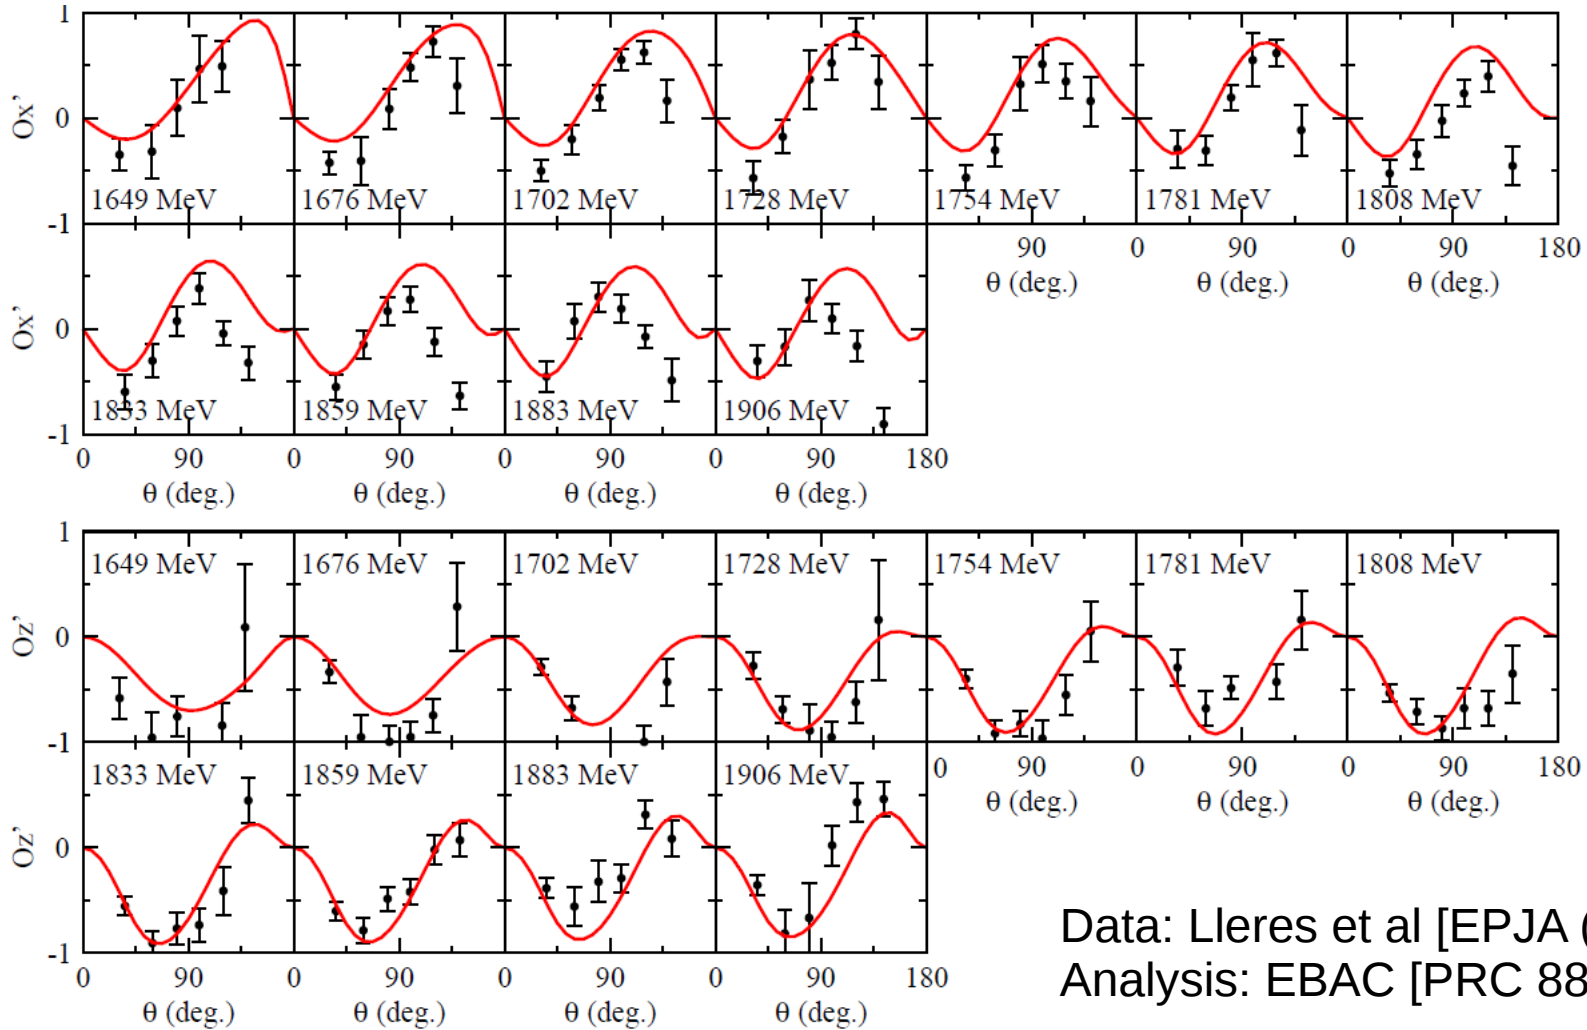 1
Ox'
0
-1
1649 MeV 1676 MeV 1702 MeV 1728 MeV 1754 MeV 1781 MeV 1808 MeV
90 0 90 0 90 180
θ (deg.) θ (deg.) θ (deg.)
Ox'
0
-1
1833 MeV 1859 MeV 1883 MeV 1906 MeV
0 90 0 90 0 90 0 90 180
θ (deg.) θ (deg.) θ (deg.) θ (deg.)
1
Oz'
0
-1
1649 MeV 1676 MeV 1702 MeV 1728 MeV 1754 MeV 1781 MeV 1808 MeV
0 90 0 90 0 90 180
θ (deg.) θ (deg.) θ (deg.)
1833 MeV 1859 MeV 1883 MeV 1906 MeV
Oz'
0
-1
0 90 0 90 0 90 0 90 180
θ (deg.) θ (deg.) θ (deg.) θ (deg.)
Data: Lleres et al [EPJA (
Analysis: EBAC [PRC 88